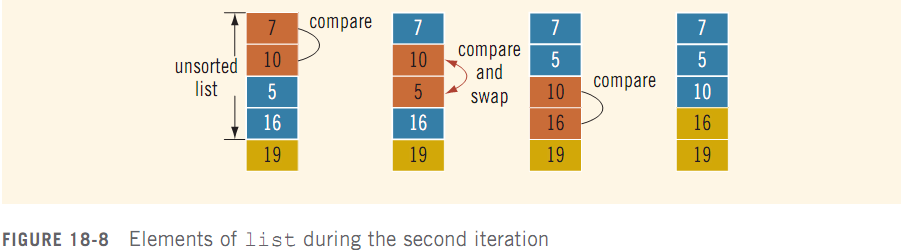 7 compare 7 7 7
10 unsorted 10 compare 5 5
list 5 and 5 swap 10 compare 10
16 16 16 16
19 19 19 19
FIGURE 18-8 Elements of list during the second iteration